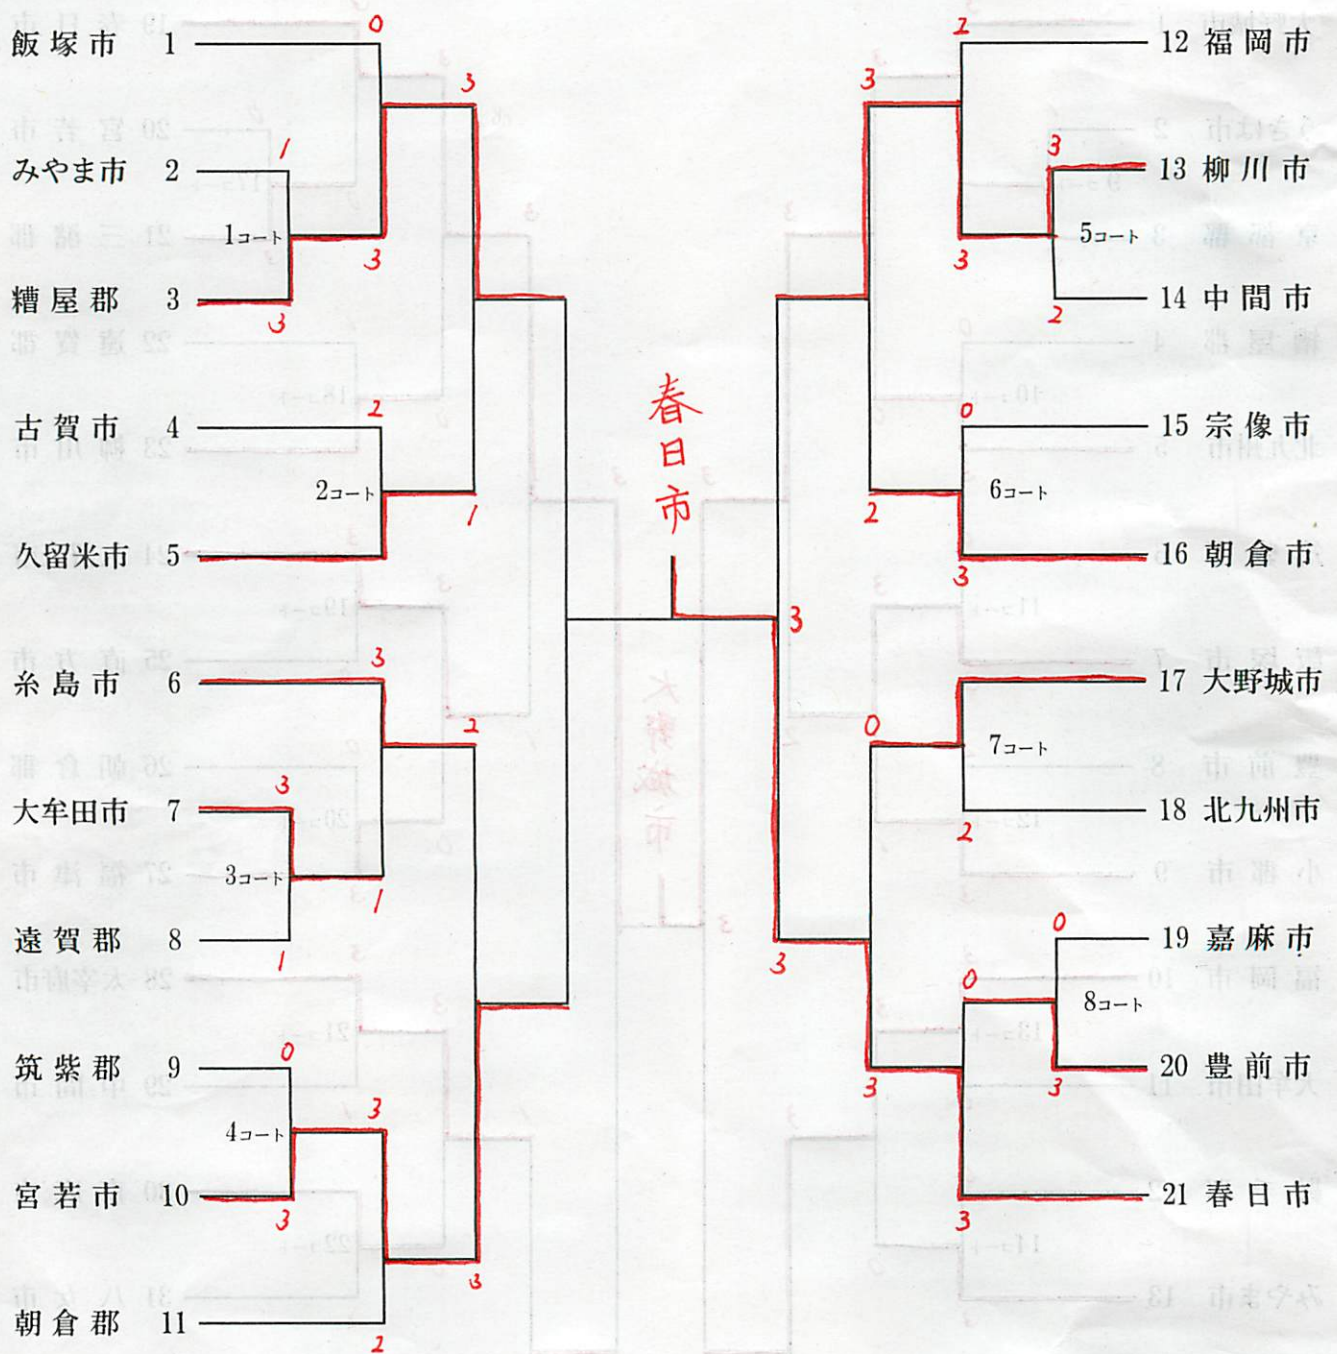 飯塚市 1
0
3
みやま市 2
1
1コート
3
糟屋郡 3
3
古賀市 4
2
2コート
1
久留米市 5
糸島市 6
3
2
大牟田市 7
3
3コート
1
遠賀郡 8
1
筑紫郡 9
0
4コート
3
宮若市 10
3
3
朝倉郡 11
2
春日市
3
2
12 福岡市
3
3
13 柳川市
5コート
3
14 中間市
2
0
15 宗像市
6コート
2
16 朝倉市
3
17 大野城市
0
7コート
18 北九州市
2
3
0
19 嘉麻市
0
8コート
20 豊前市
3
3
21 春日市
3